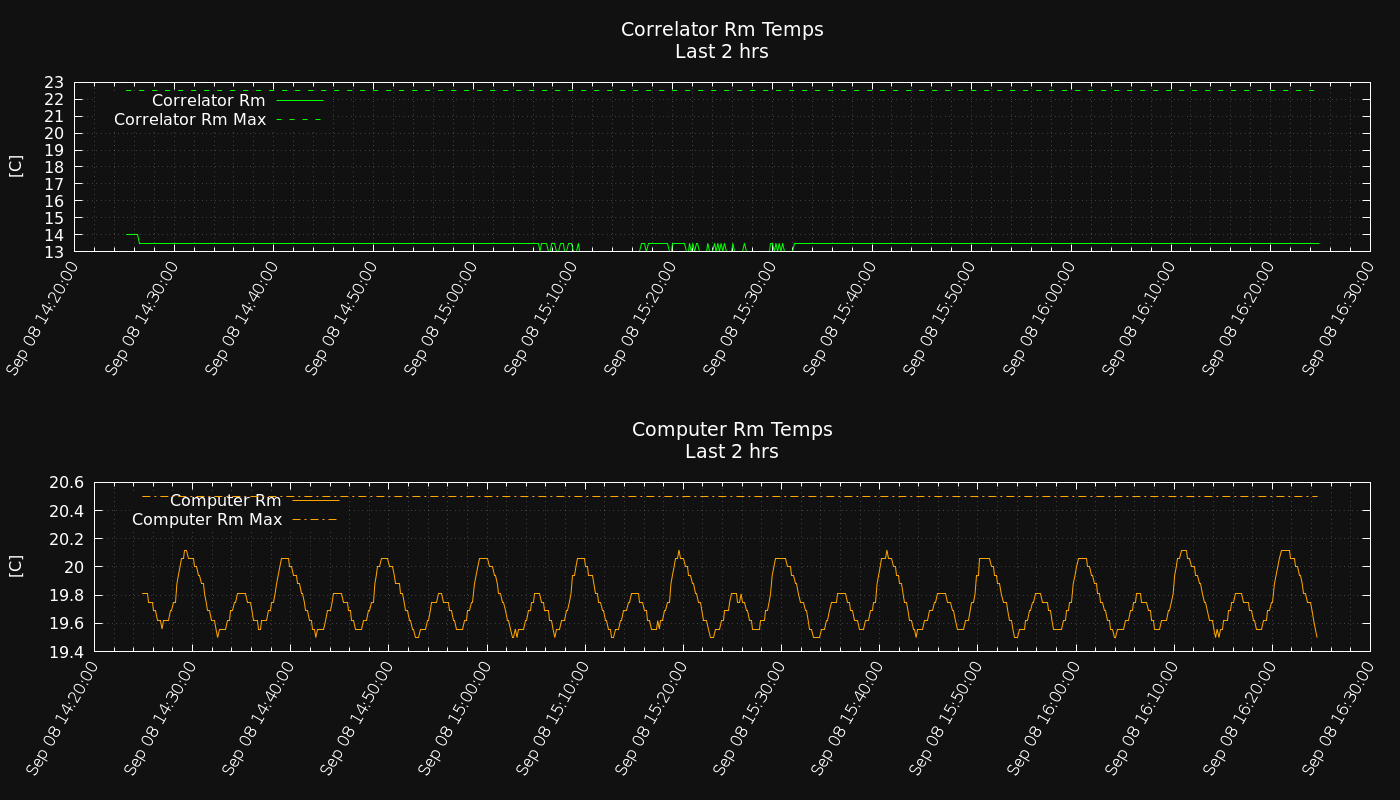 Correlator Rm Temps
Last 2 hrs
23
22
21
20
19
18
17
16
15
14
13
[C]
Correlator Rm
Correlator Rm Max
Sep 08 14:20:00
Sep 08 14:30:00
Sep 08 14:40:00
Sep 08 14:50:00
Sep 08 15:00:00
Sep 08 15:10:00
Sep 08 15:20:00
Sep 08 15:30:00
Sep 08 15:40:00
Sep 08 15:50:00
Sep 08 16:00:00
Sep 08 16:10:00
Sep 08 16:20:00
Sep 08 16:30:00
Computer Rm Temps
Last 2 hrs
20.6
20.4
20.2
20
19.8
19.6
19.4
[C]
Computer Rm
Computer Rm Max
Sep 08 14:20:00
Sep 08 14:30:00
Sep 08 14:40:00
Sep 08 14:50:00
Sep 08 15:00:00
Sep 08 15:10:00
Sep 08 15:20:00
Sep 08 15:30:00
Sep 08 15:40:00
Sep 08 15:50:00
Sep 08 16:00:00
Sep 08 16:10:00
Sep 08 16:20:00
Sep 08 16:30:00